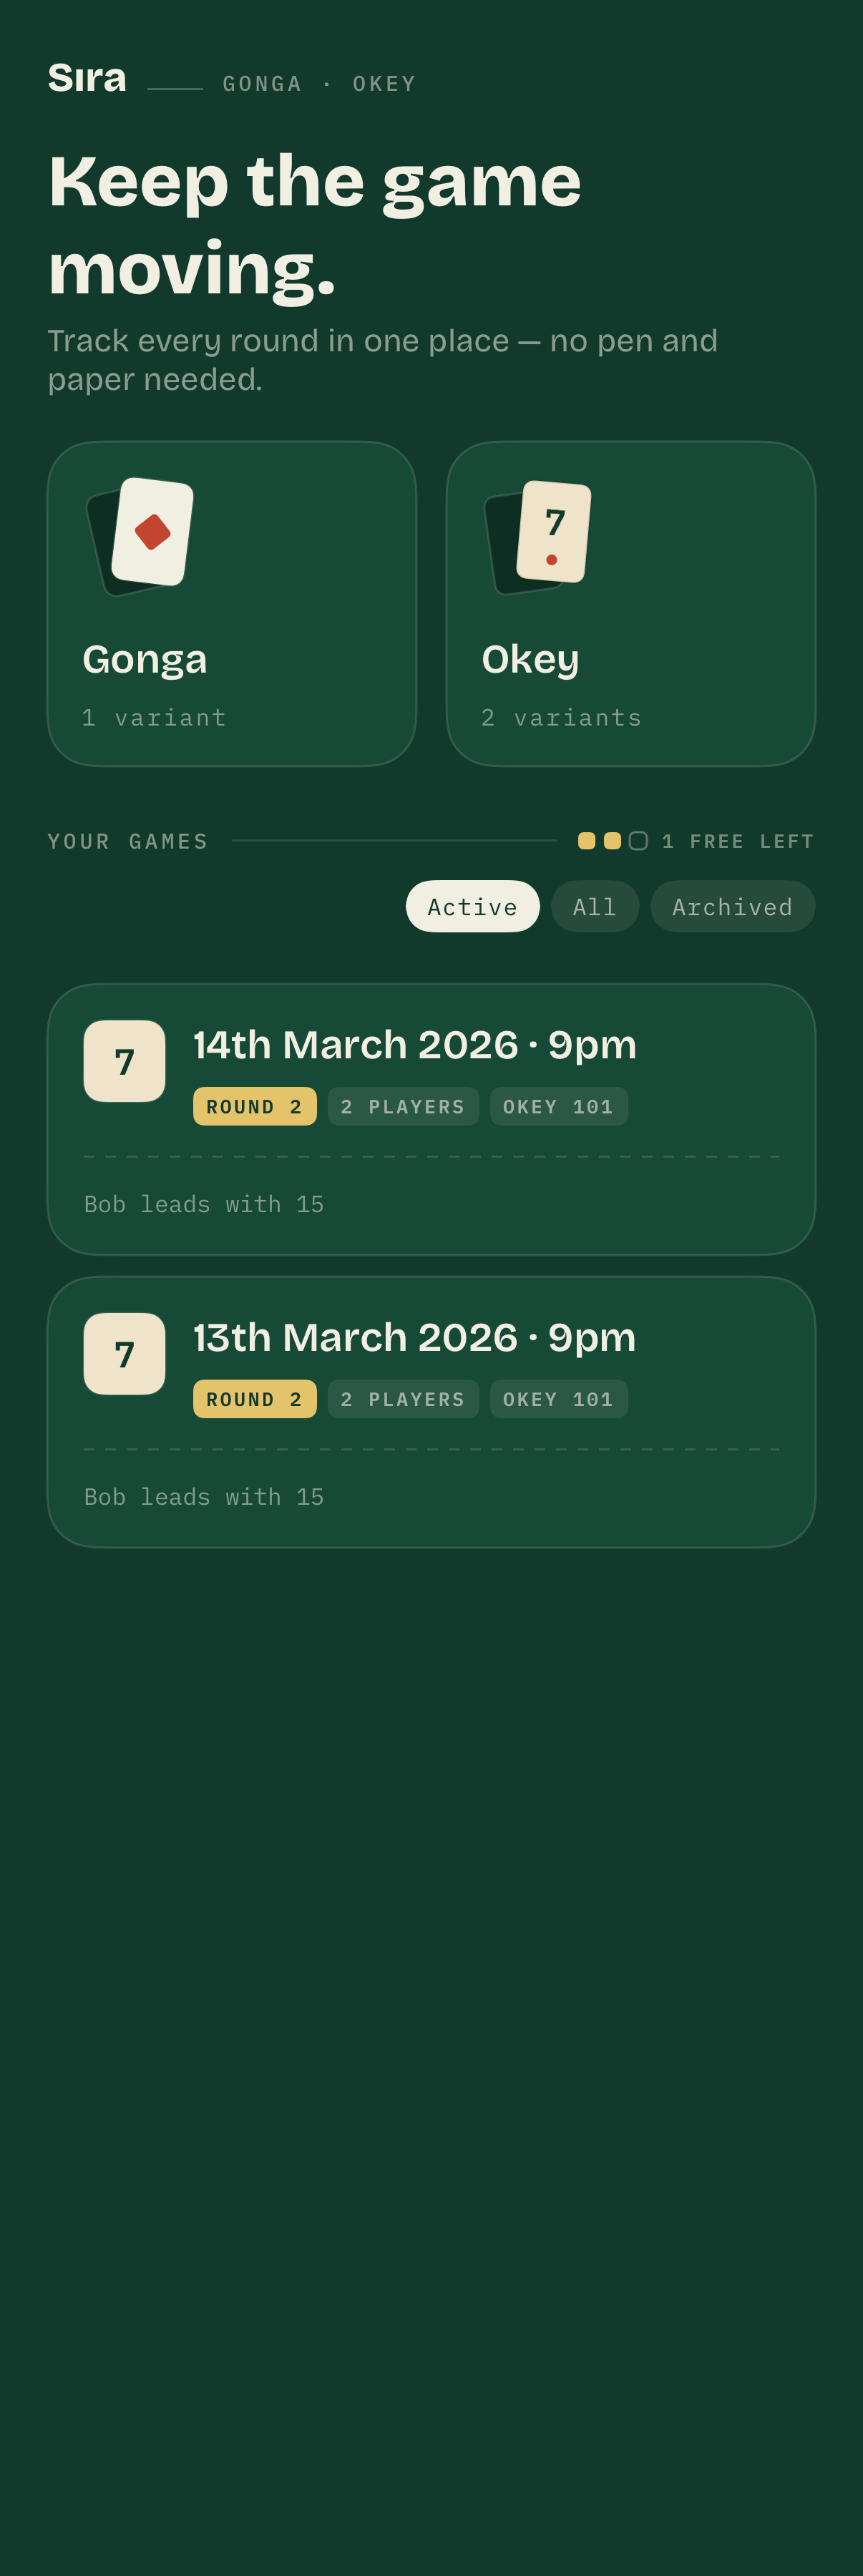 Sıra GONGA · OKEY
Keep the game
moving.
Track every round in one place — no pen and
paper needed.
7
Gonga
Okey
1 variant
2 variants
YOUR GAMES
1 FREE LEFT
Active
All
Archived
7
14th March 2026 · 9pm
ROUND 2
2 PLAYERS
OKEY 101
Bob leads with 15
7
13th March 2026 · 9pm
ROUND 2
2 PLAYERS
OKEY 101
Bob leads with 15